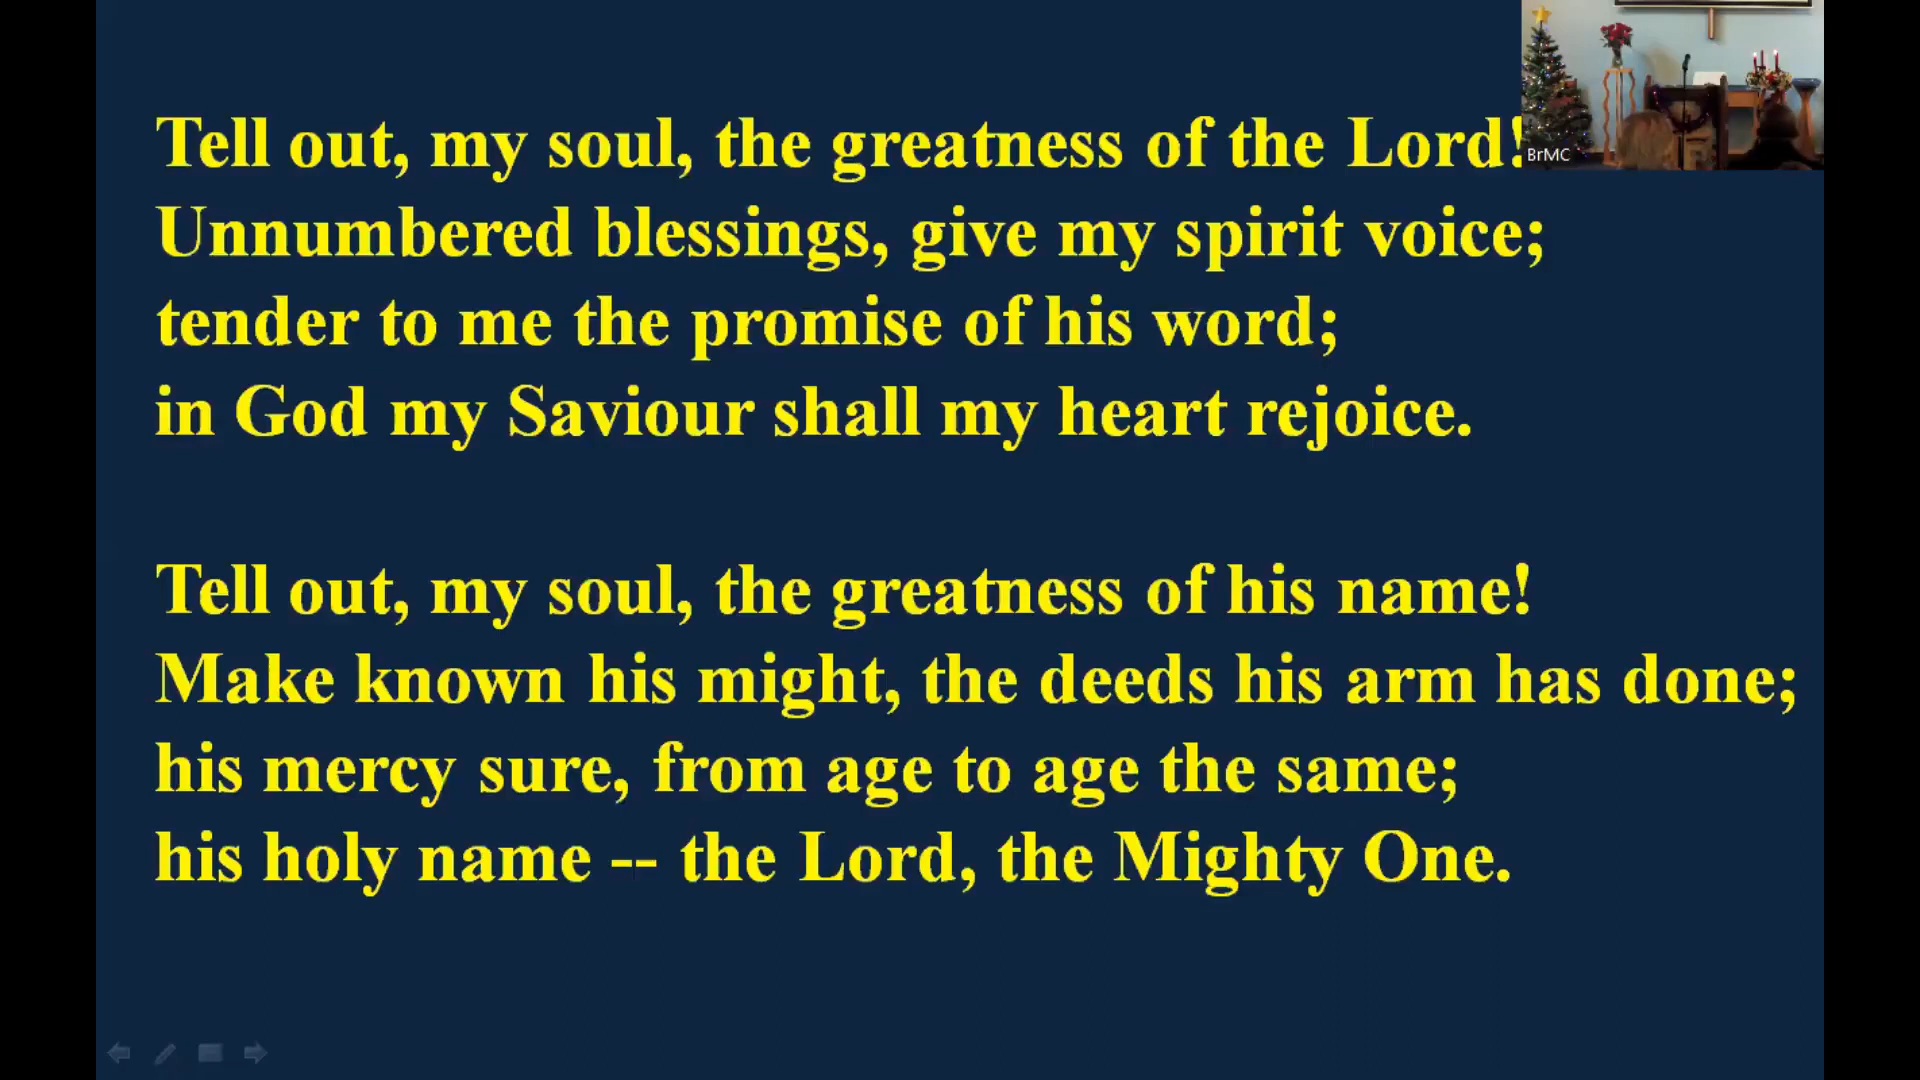 Tell out, my soul, the greatness of the Lord!
Unnumbered blessings, give my spirit voice;
tender to me the promise of his word;
in God my Saviour shall my heart rejoice.
Tell out, my soul, the greatness of his name!
Make known his might, the deeds his arm has done;
his mercy sure, from age to age the same;
his holy name -- the Lord, the Mighty One.
BrMC